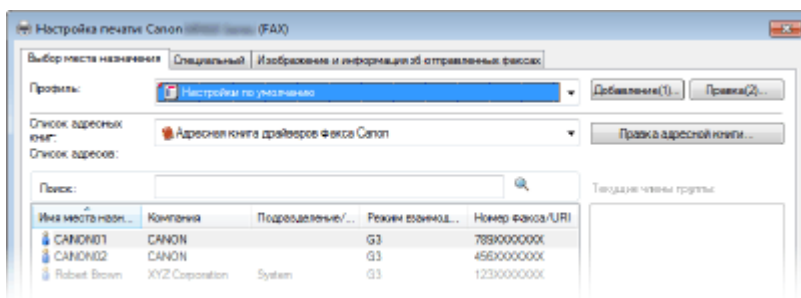 Настройка печати Canon (FAX)
Выбор места назначения Специальный Изображение и информация об отправленных факсах
Профиль: Настройки по умолчанию Добавление(1)... Правка(2)...
Список адресных книг: Адресная книга драйверов факса Canon Правка адресной книги...
Список адресов:
Поиск: Текущие члены группы:
Имя места назн... Компания Подразделение/... Режим взаимод... Номер факса/URI
CANON01 CANON G3 789XXXXXXX
CANON02 CANON G3 456XXXXXXX
Robert Brown XYZ Corporation System G3 123XXXXXXX